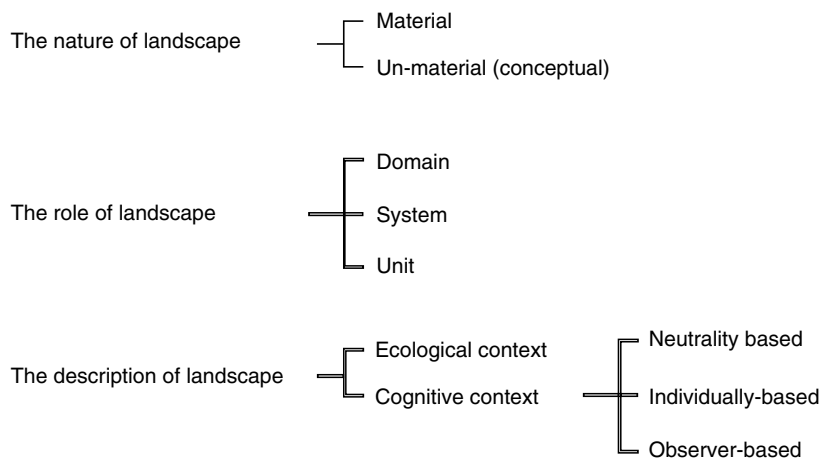 The nature of landscape
Material
Un-material (conceptual)
The role of landscape
Domain
System
Unit
The description of landscape
Ecological context
Cognitive context
Neutrality based
Individually-based
Observer-based